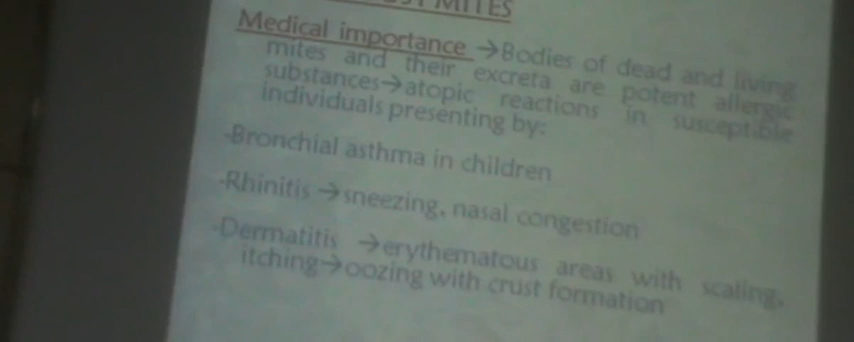 MITES
Medical importance →Bodies of dead and living
mites and their excreta are potent allergic
substances→atopic reactions in susceptible
individuals presenting by:
-Bronchial asthma in children
-Rhinitis →sneezing, nasal congestion
-Dermatitis →erythematous areas with scaling,
itching→oozing with crust formation